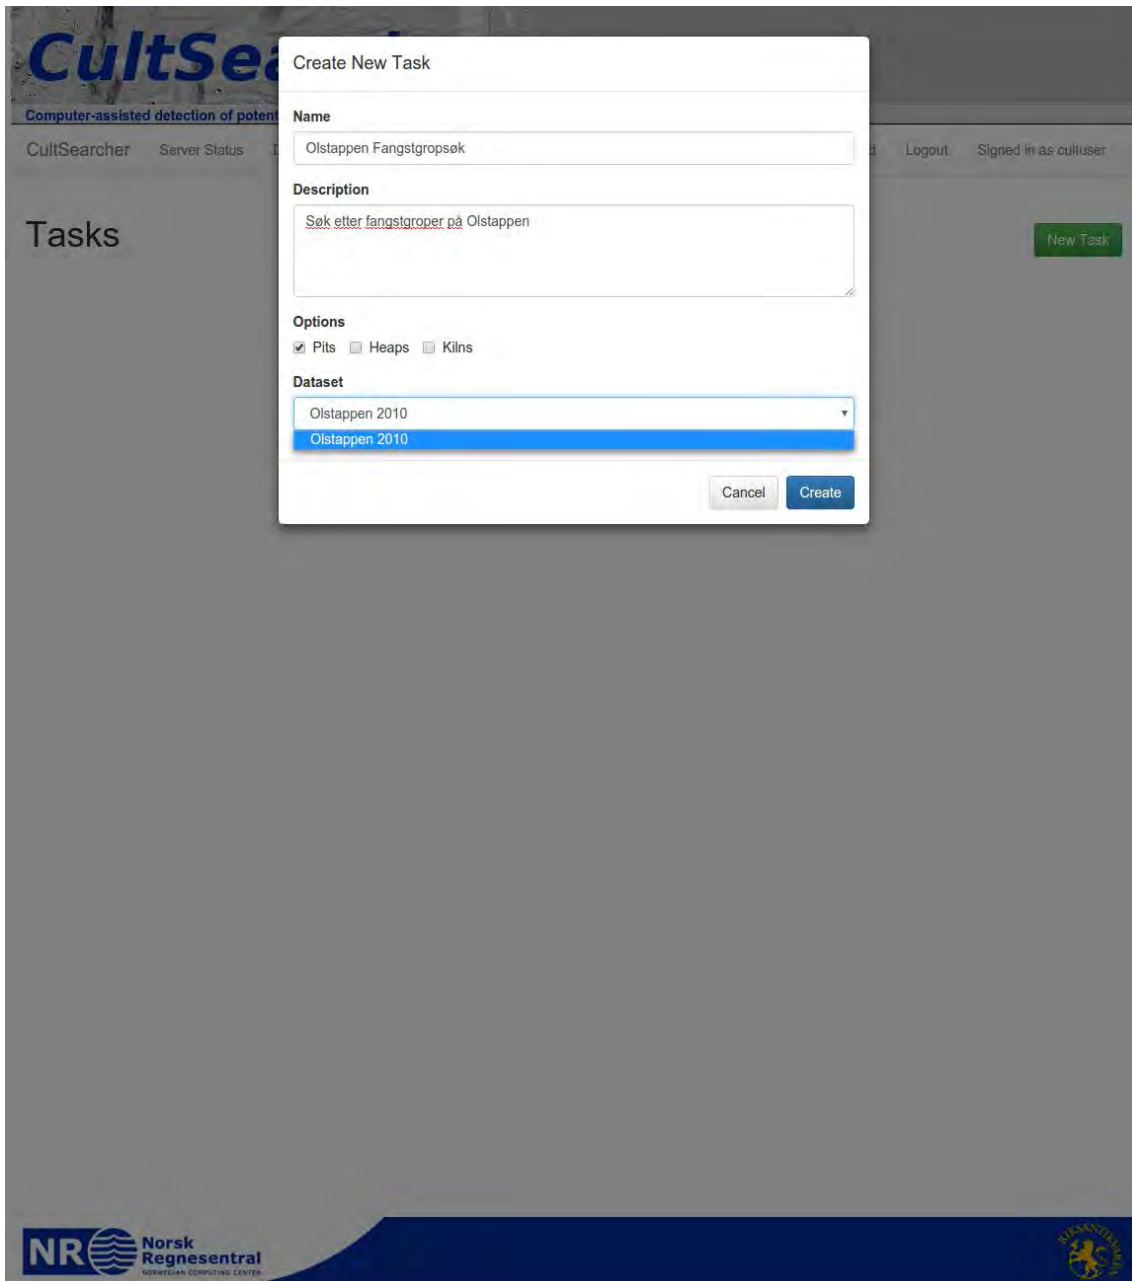 CultSea
Create New Task
Computer-assisted detection of potent
Name
CultSearcher Server Status
Olstappen Fangstgropsøk
Logout Signed in as cultuser
Description
Søk etter fangstgroper på Olstappen
Tasks
New Task
Options
Pits Heaps Kilns
Dataset
Olstappen 2010
Olstappen 2010
Cancel Create
NR Norsk
Regnesentral
NORWEGIAN COMPUTING CENTER
RIKSANTIKVAREN